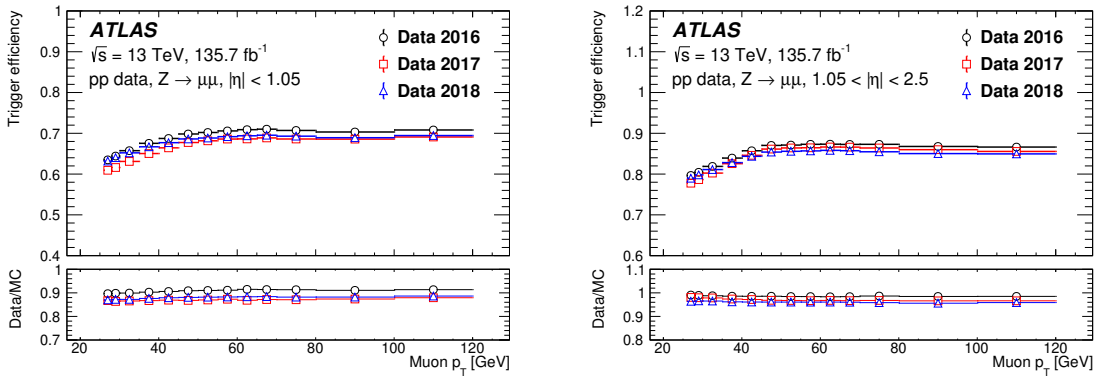 Trigger efficiency
1
0.9
0.8
0.7
0.6
0.5
0.4
ATLAS
√s = 13 TeV, 135.7 fb⁻¹
pp data, Z → μμ, |η| < 1.05
Data 2016
Data 2017
Data 2018
Data/MC
1
0.9
0.8
0.7
20 40 60 80 100 120
Muon p_T [GeV]
Trigger efficiency
1.2
1.1
1
0.9
0.8
0.7
0.6
ATLAS
√s = 13 TeV, 135.7 fb⁻¹
pp data, Z → μμ, 1.05 < |η| < 2.5
Data 2016
Data 2017
Data 2018
Data/MC
1.1
1
0.9
0.8
20 40 60 80 100 120
Muon p_T [GeV]